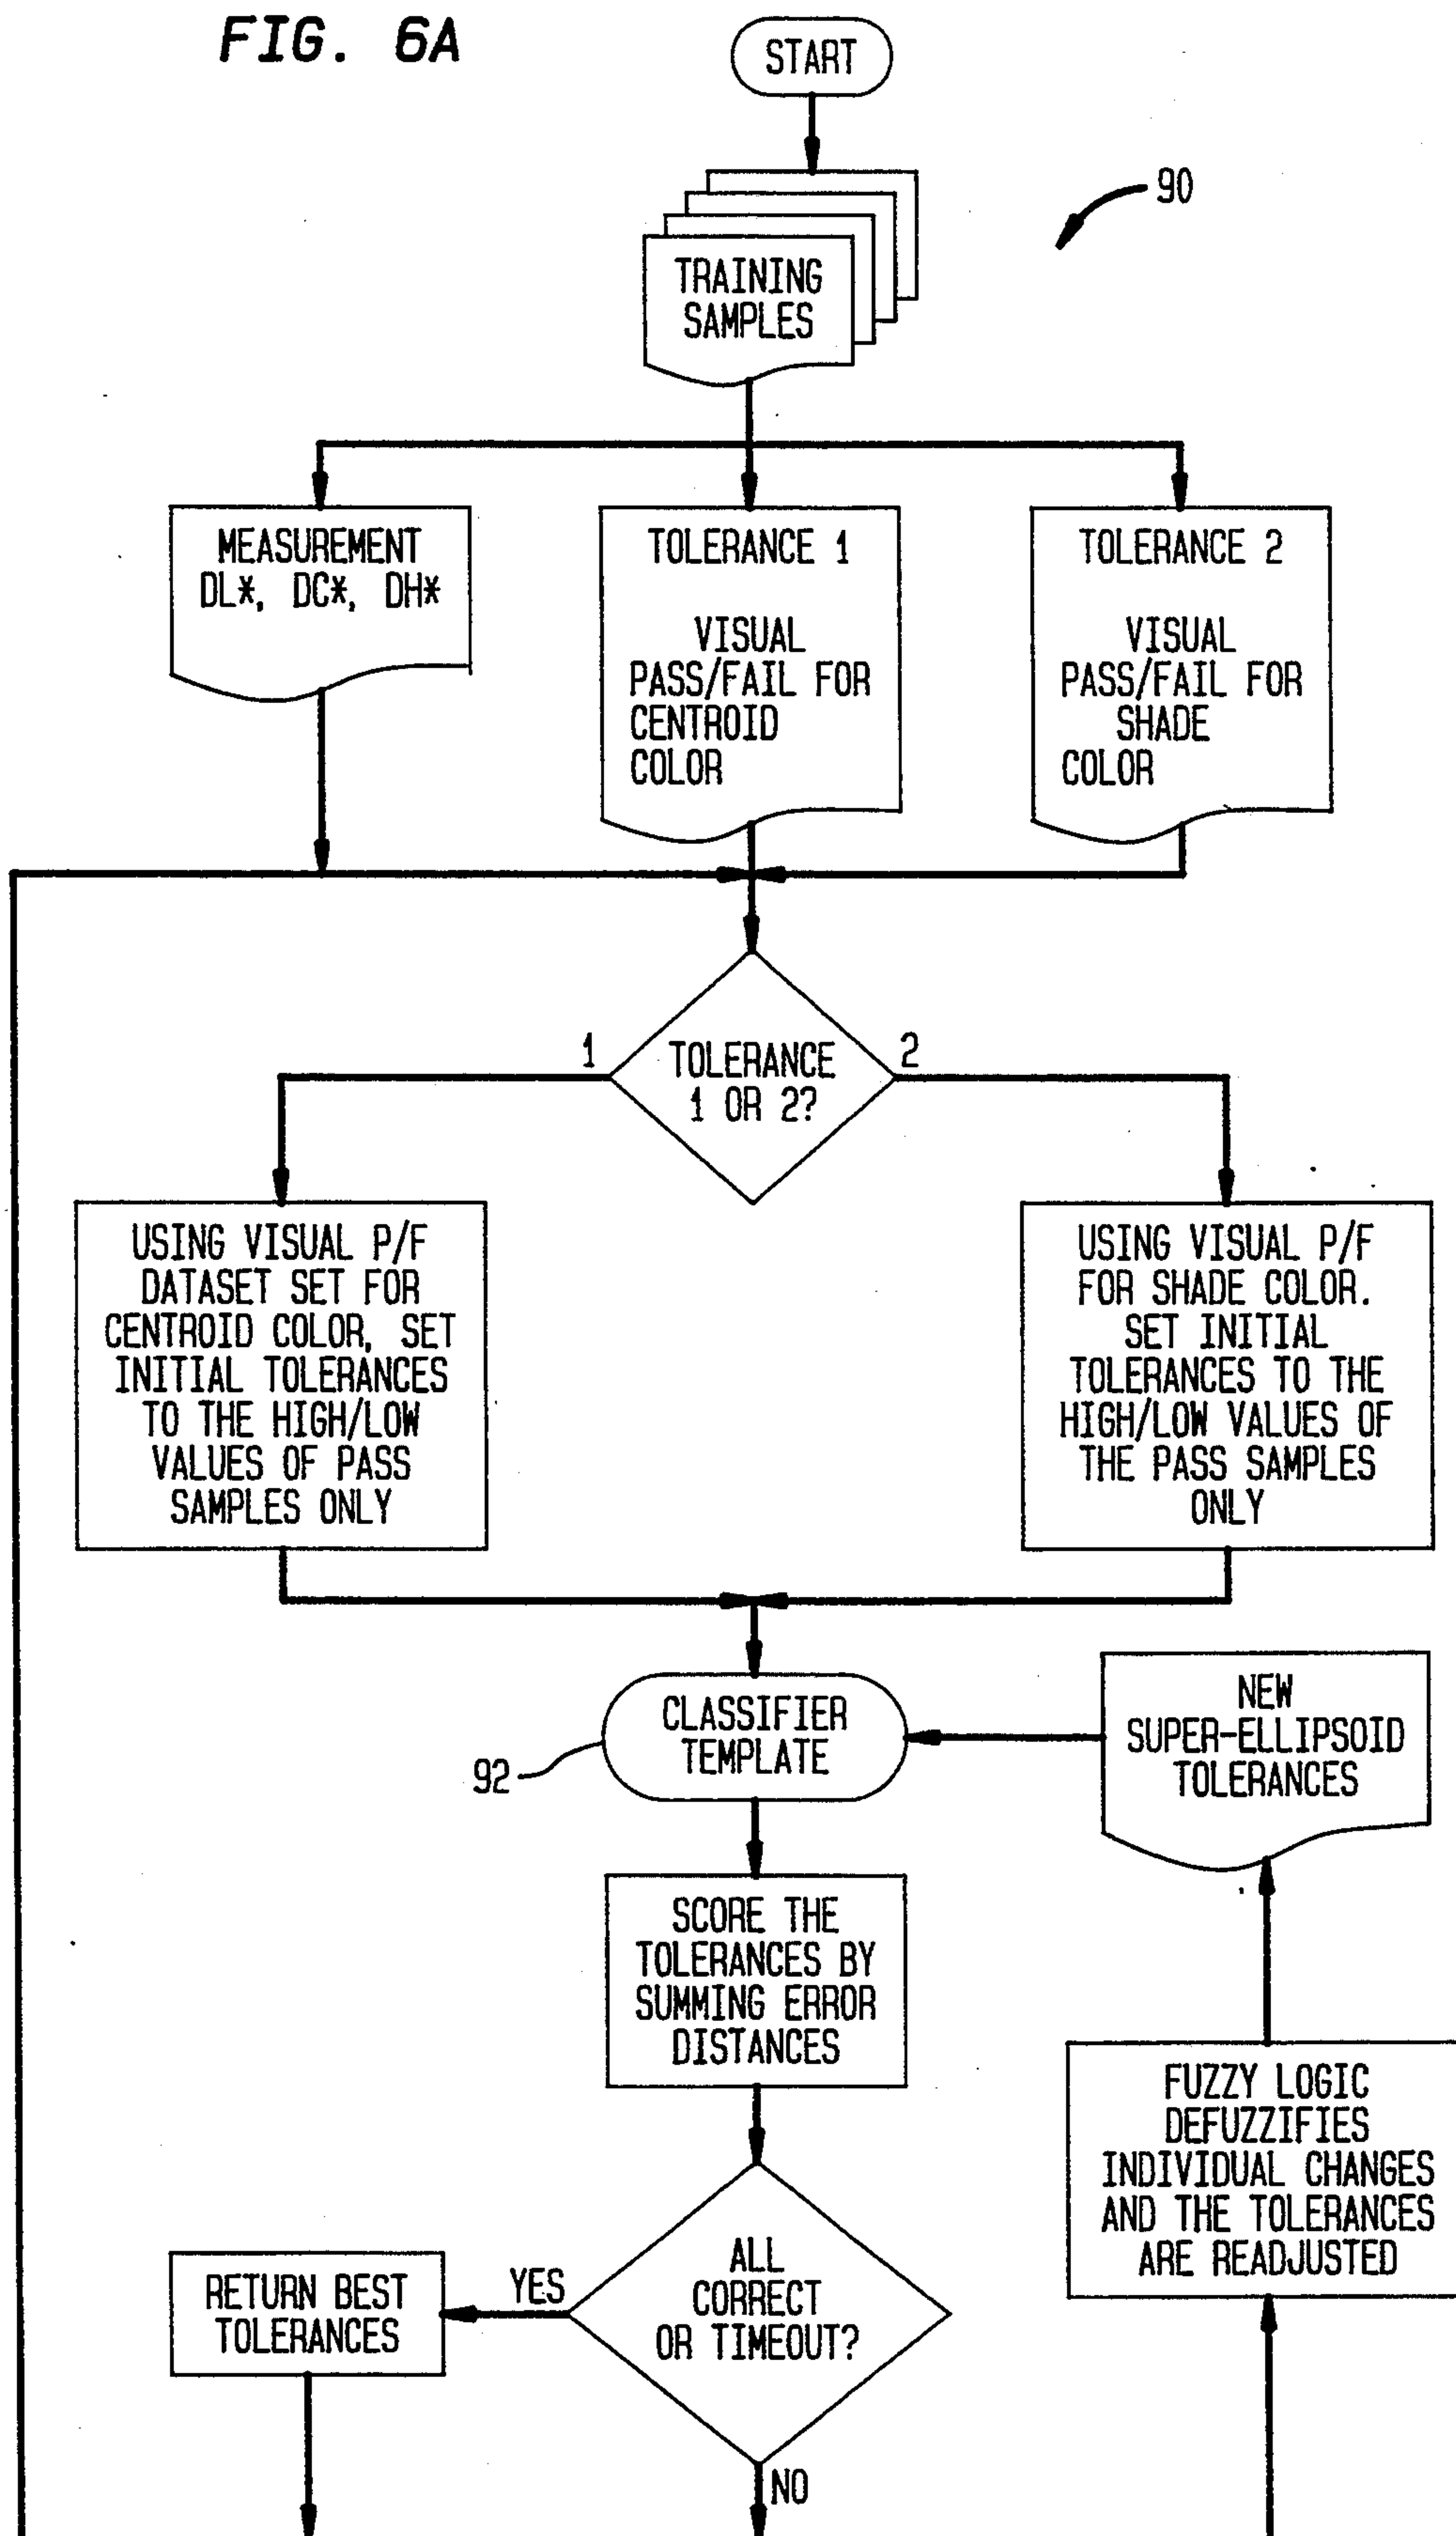 FIG. 6A
START
90
TRAINING
SAMPLES
MEASUREMENT
DL*, DC*, DH*
TOLERANCE 1
VISUAL
PASS/FAIL FOR
CENTROID
COLOR
TOLERANCE 2
VISUAL
PASS/FAIL FOR
SHADE
COLOR
1
TOLERANCE
1 OR 2?
2
USING VISUAL P/F
DATASET SET FOR
CENTROID COLOR, SET
INITIAL TOLERANCES
TO THE HIGH/LOW
VALUES OF PASS
SAMPLES ONLY
USING VISUAL P/F
FOR SHADE COLOR.
SET INITIAL
TOLERANCES TO THE
HIGH/LOW VALUES OF
THE PASS SAMPLES
ONLY
CLASSIFIER
TEMPLATE
92
NEW
SUPER-ELLIPSOID
TOLERANCES
SCORE THE
TOLERANCES BY
SUMMING ERROR
DISTANCES
FUZZY LOGIC
DEFUZZIFIES
INDIVIDUAL CHANGES
AND THE TOLERANCES
ARE READJUSTED
ALL
CORRECT
OR TIMEOUT?
YES
RETURN BEST
TOLERANCES
NO